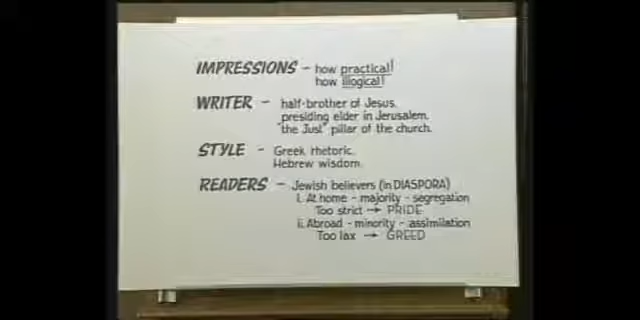 IMPRESSIONS - how practical!
how illogical!
WRITER - half-brother of Jesus.
presiding elder in Jerusalem.
"the Just" pillar of the church.
STYLE - Greek rhetoric.
Hebrew wisdom.
READERS - Jewish believers (in DIASPORA)
i. At home - majority - segregation
Too strict → PRIDE
ii. Abroad - minority - assimilation
Too lax → GREED